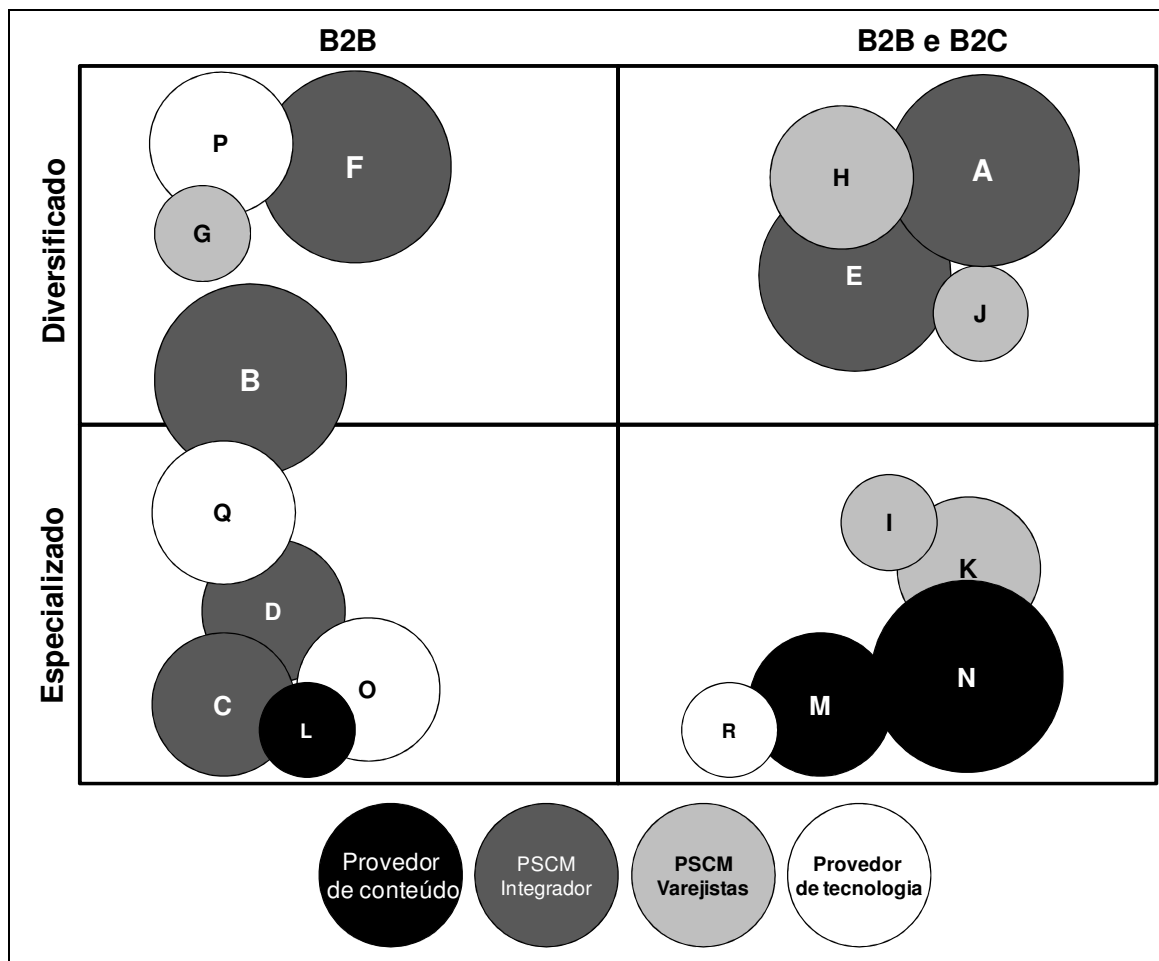 B2B
B2B e B2C
Diversificado
P
F
G
B
H
A
E
J
Especializado
Q
D
C
O
L
I
K
N
M
R
Provedor
de conteúdo
PSCM
Integrador
PSCM
Varejistas
Provedor
de tecnologia